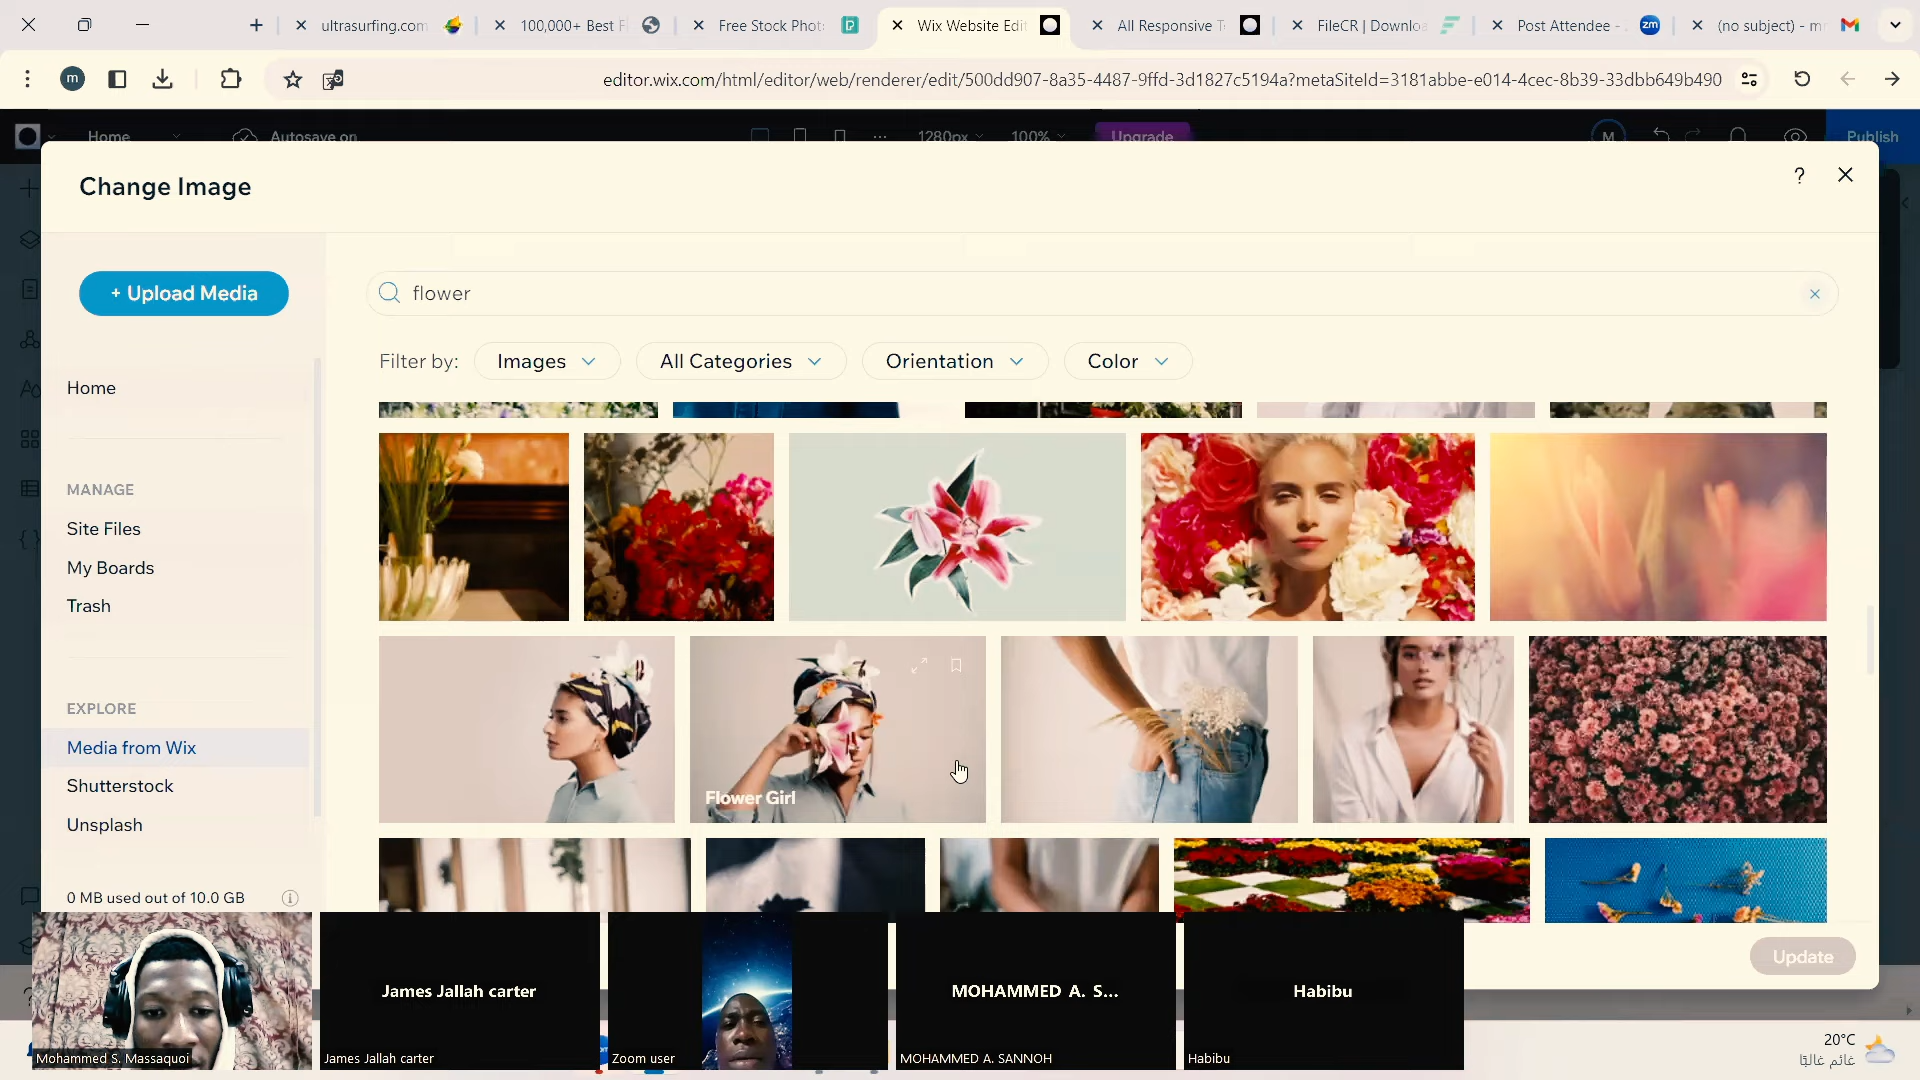 ultrasurfing.com
100,000+ Best F
Free Stock Phot
Wix Website Edit
All Responsive T
FileCR | Downlo
Post Attendee -
zm
(no subject) - m
m
editor.wix.com/html/editor/web/renderer/edit/500dd907-8a35-4487-9ffd-3d1827c5194a?metaSiteId=3181abbe-e014-4cec-8b39-33dbb649b490
Home
Autosave on
1280px
100%
Upgrade
M
Publish
Change Image
?
+ Upload Media
flower
Filter by:
Images
All Categories
Orientation
Color
Home
MANAGE
Site Files
My Boards
Trash
EXPLORE
Media from Wix
Shutterstock
Unsplash
Flower Girl
0 MB used out of 10.0 GB
Update
James Jallah carter
MOHAMMED A. S...
Habibu
Mohammed S. Massaquoi
James Jallah carter
Zoom user
MOHAMMED A. SANNOH
Habibu
20°C
غائم غالبًا